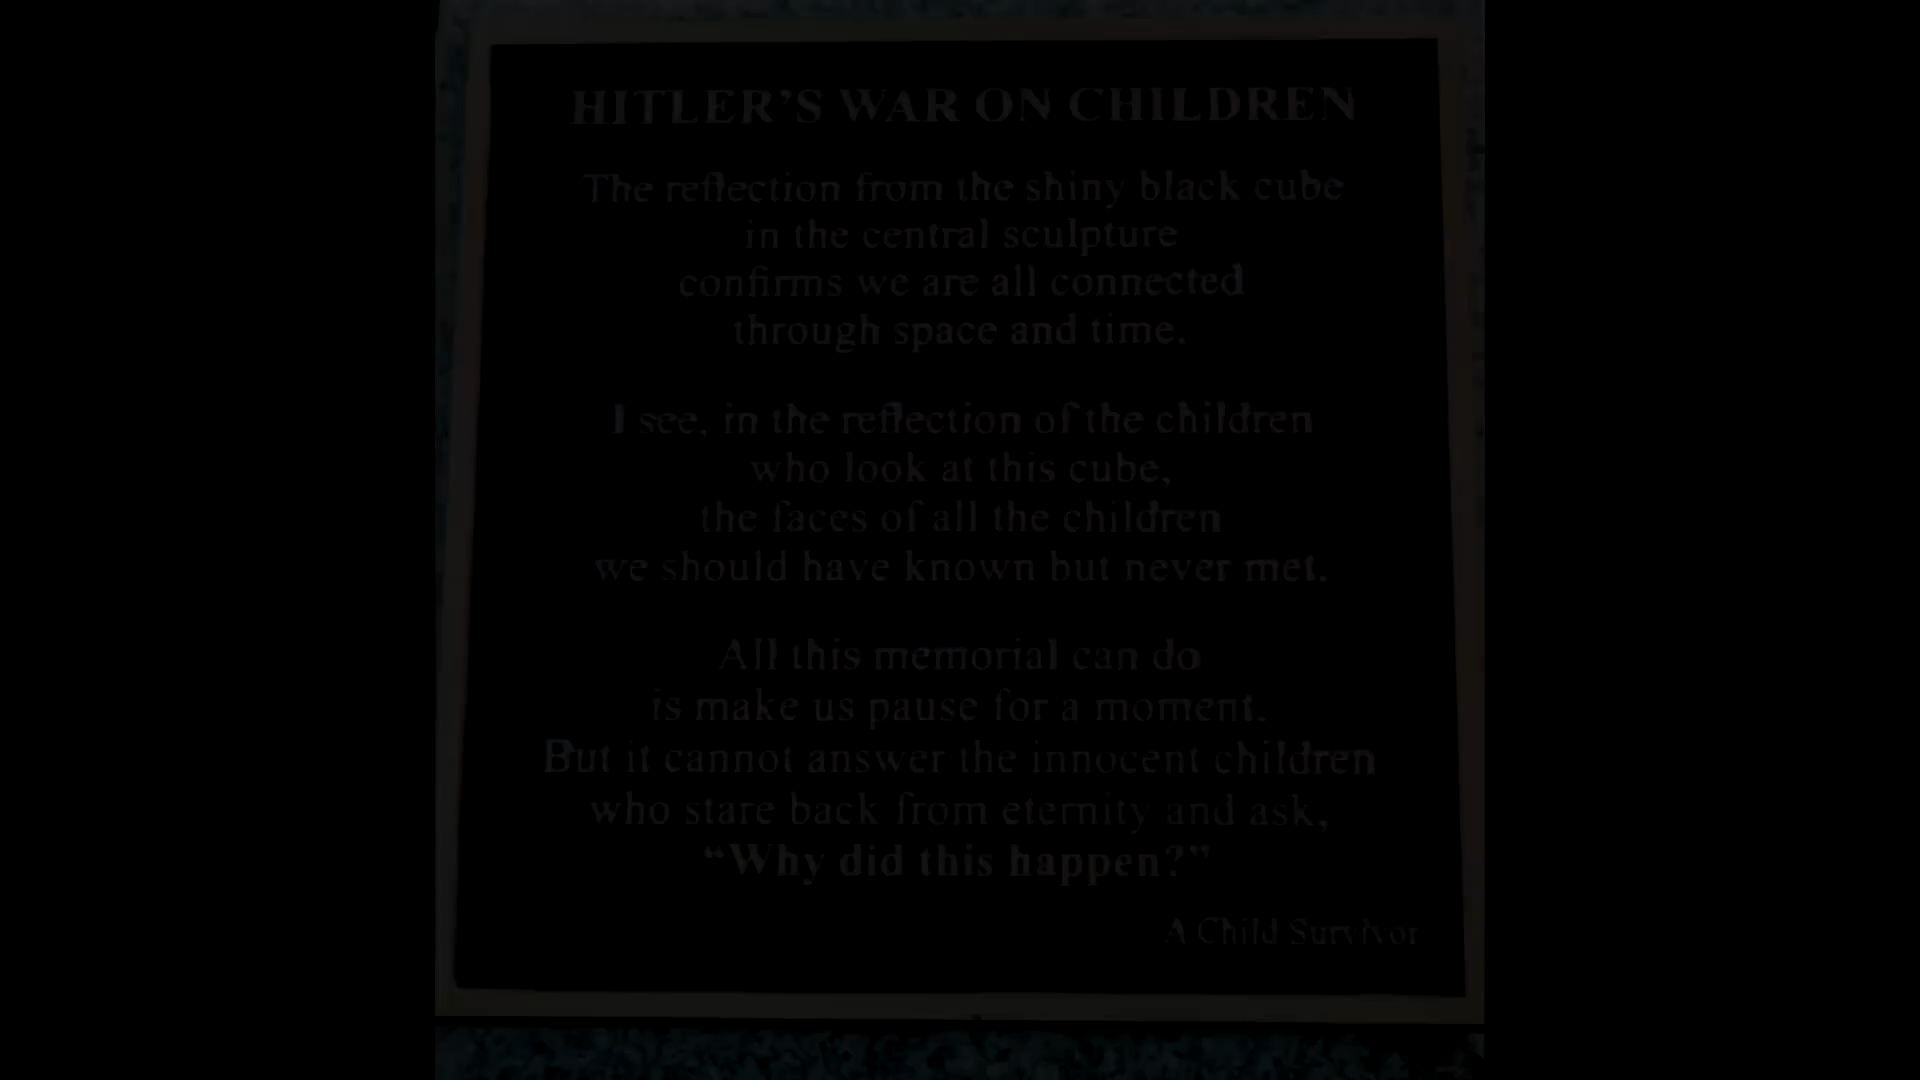 HITLER'S WAR ON CHILDREN
The reflection from the shiny black cube
in the central sculpture
confirms we are all connected
through space and time.
I see, in the reflection of the children
who look at this cube,
the faces of all the children
we should have known but never met.
All this memorial can do
is make us pause for a moment.
But it cannot answer the innocent children
who stare back from eternity and ask,
“Why did this happen?”
A Child Survivor